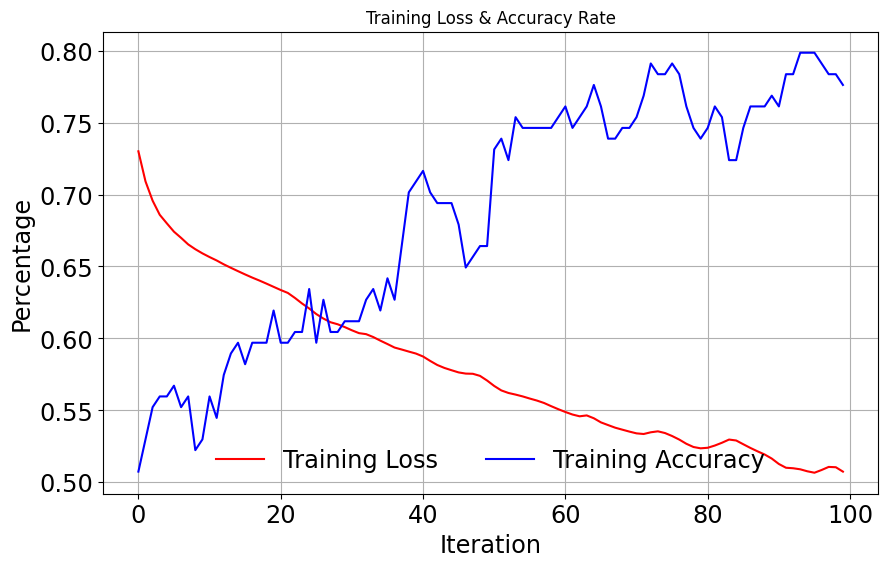 Training Loss & Accuracy Rate
Percentage
0.80
0.75
0.70
0.65
0.60
0.55
0.50
Training Loss
Training Accuracy
0 20 40 60 80 100
Iteration